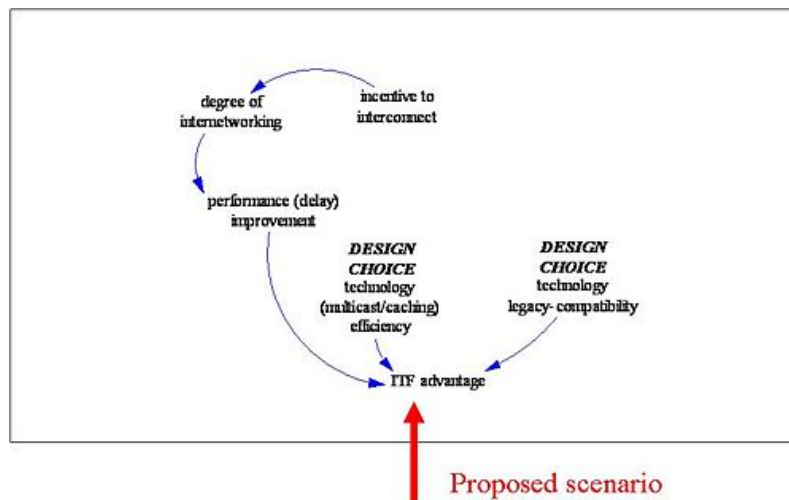 degree of
internetworking
incentive to
interconnect
performance (delay)
improvement
DESIGN
CHOICE
technology
(multicast/caching)
efficiency
DESIGN
CHOICE
technology
legacy-compatibility
ITF advantage
Proposed scenario